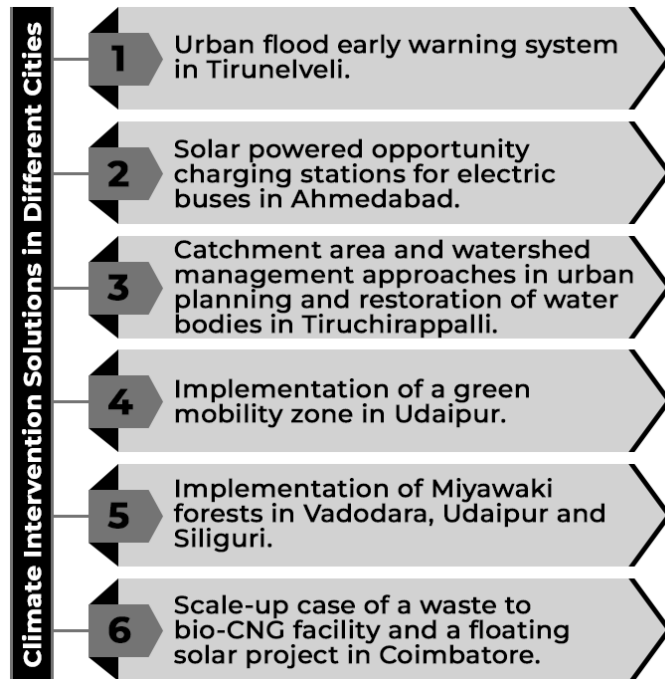 Climate Intervention Solutions in Different Cities
1
Urban flood early warning system
in Tirunelveli.
2
Solar powered opportunity
charging stations for electric
buses in Ahmedabad.
3
Catchment area and watershed
management approaches in urban
planning and restoration of water
bodies in Tiruchirappalli.
4
Implementation of a green
mobility zone in Udaipur.
5
Implementation of Miyawaki
forests in Vadodara, Udaipur and
Siliguri.
6
Scale-up case of a waste to
bio-CNG facility and a floating
solar project in Coimbatore.